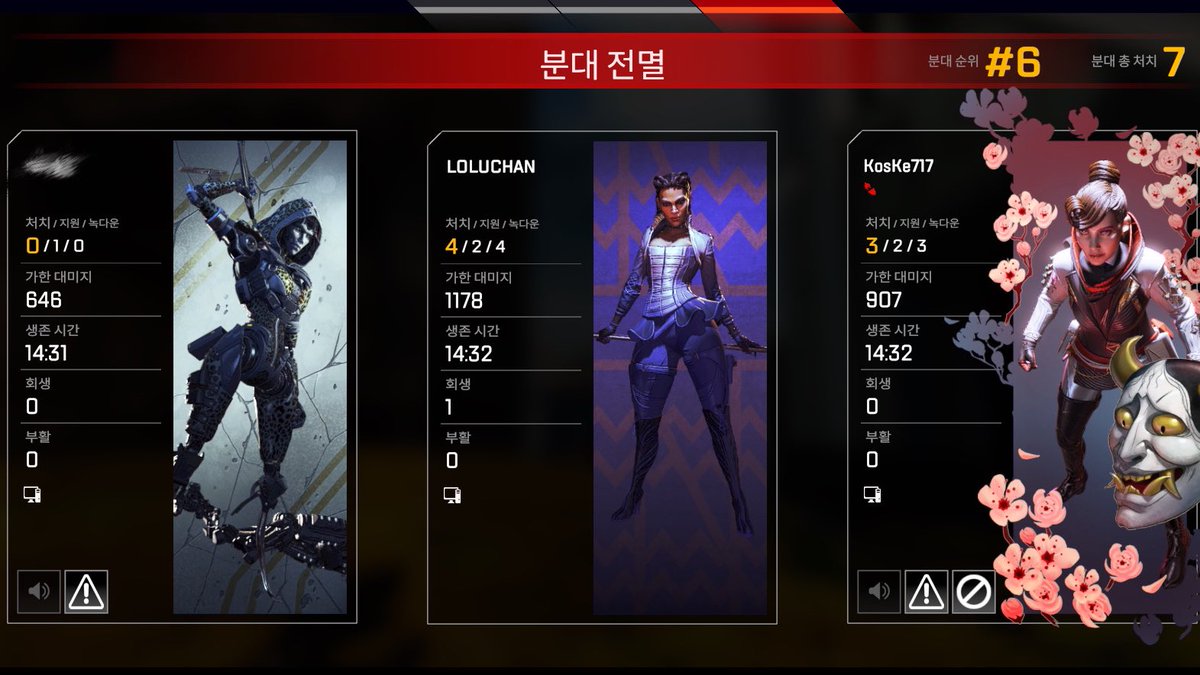 분대 전멸
분대 순위 #6
분대 총 처치 7
처치 / 지원 / 녹다운
0 / 1 / 0
가한 대미지
646
생존 시간
14:31
회생
0
부활
0
LOLUCHAN
처치 / 지원 / 녹다운
4 / 2 / 4
가한 대미지
1178
생존 시간
14:32
회생
1
부활
0
KosKe717
처치 / 지원 / 녹다운
3 / 2 / 3
가한 대미지
907
생존 시간
14:32
회생
0
부활
0